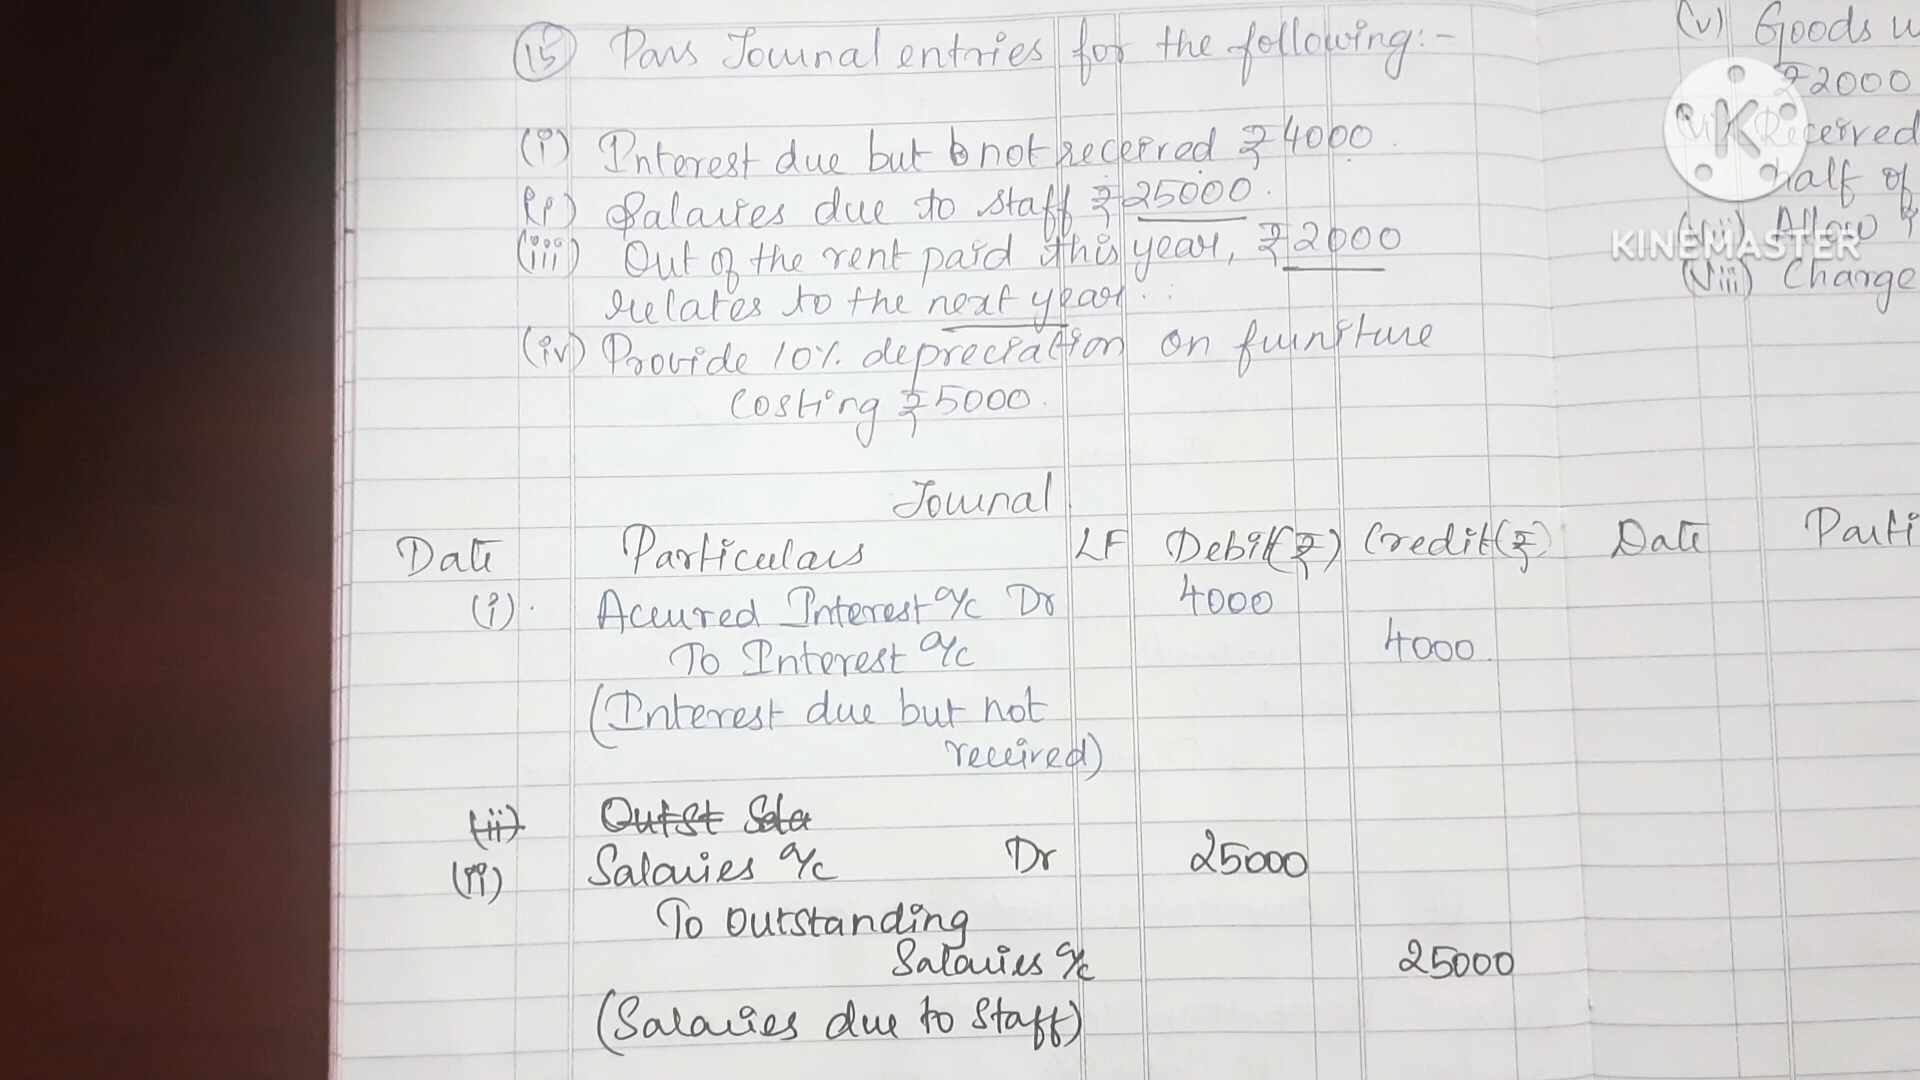 15 Pass Journal entries for the following:-
(i) Interest due but not received ₹4000.
(ii) Salaries due to staff ₹25000.
(iii) Out of the rent paid this year, ₹2000
relates to the next year.
(iv) Provide 10% depreciation on furniture
Costing ₹5000.
Journal
Date Particulars LF Debit(₹) Credit(₹)
(i). Accured Interest a/c Dr 4000
To Interest a/c 4000
(Interest due but not
received)
(ii) Outst Sala
(ii) Salaries a/c Dr 25000
To Outstanding
Salaries a/c 25000
(Salaries due to Staff)
(v) Goods
₹2000
Received
half of
(vii) Allow
(viii) Charge
Date Parti
K
KINEMASTER